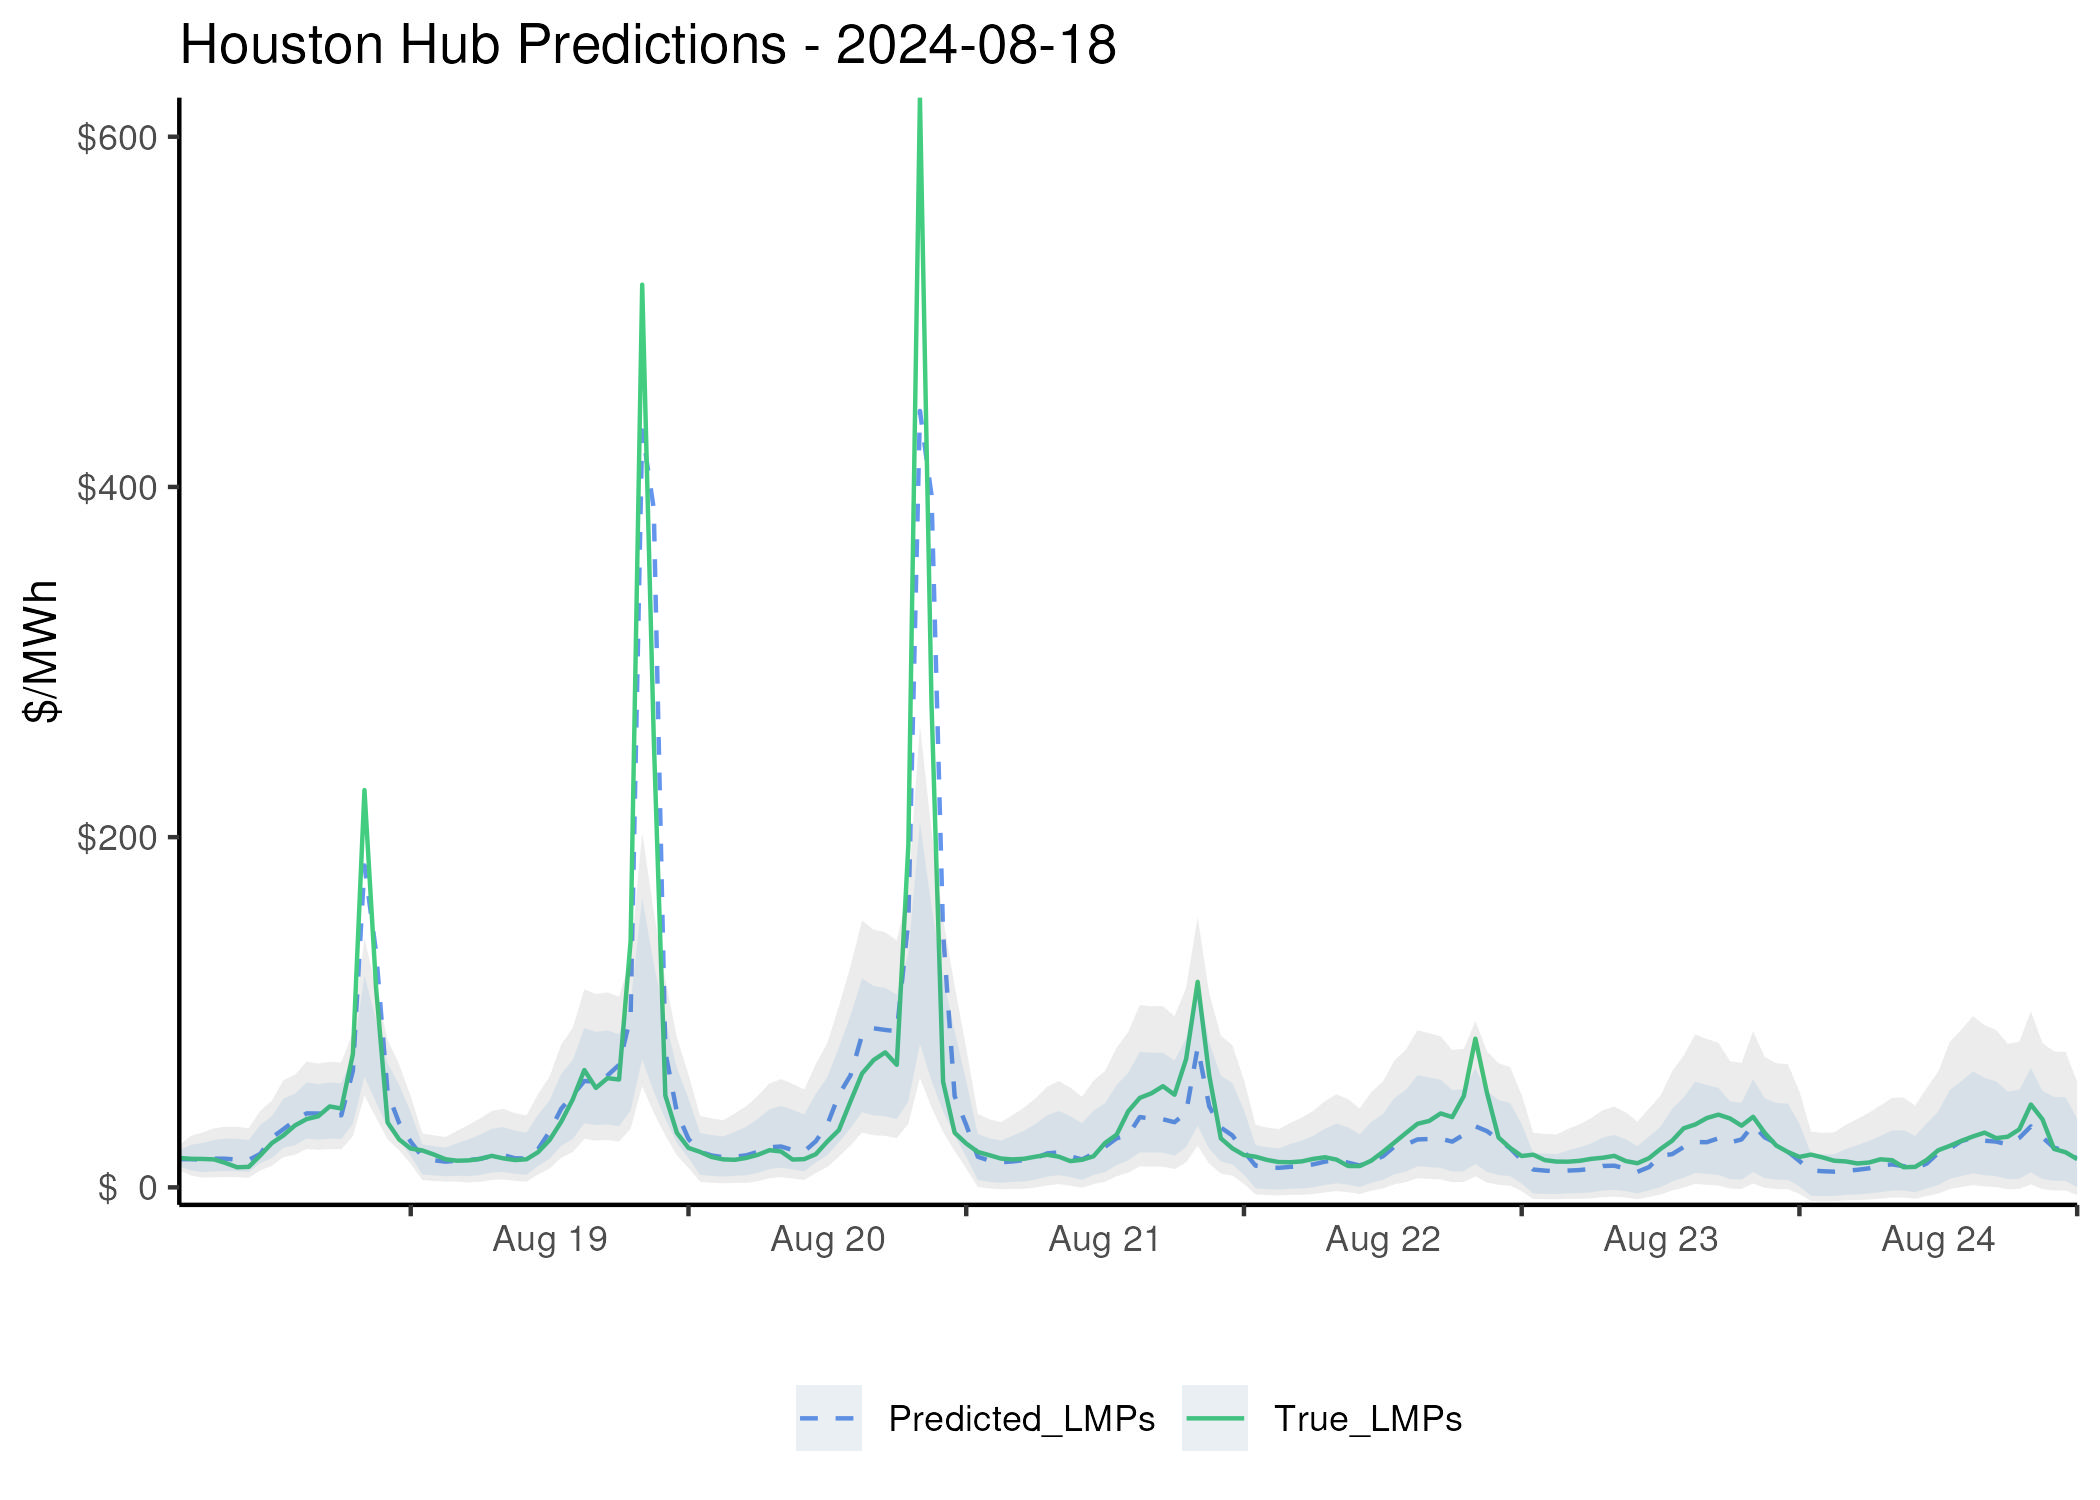 Houston Hub Predictions - 2024-08-18
$600
$400
$200
$ 0
$/MWh
Aug 19 Aug 20 Aug 21 Aug 22 Aug 23 Aug 24
Predicted_LMPs True_LMPs